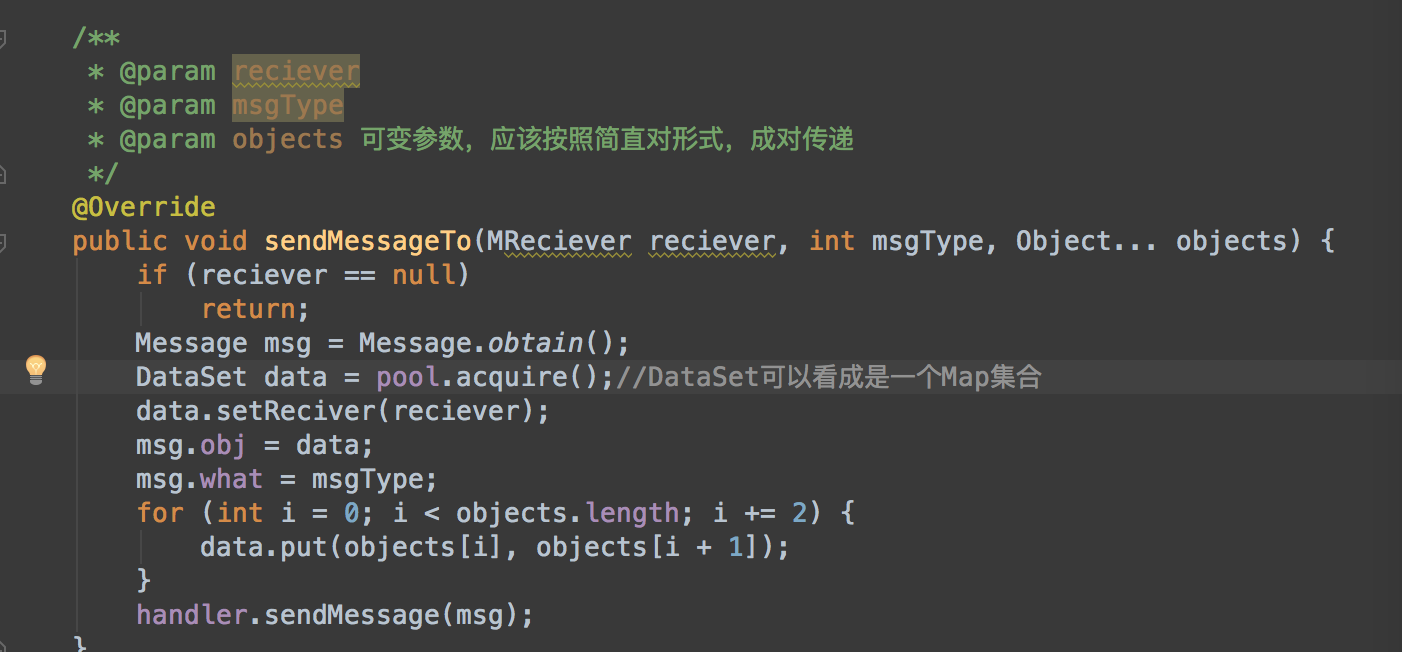 /**
 * @param reciever
 * @param msgType
 * @param objects 可变参数，应该按照简直对形式，成对传递
 */
@Override
public void sendMessageTo(MReciever reciever, int msgType, Object... objects) {
    if (reciever == null)
        return;
    Message msg = Message.obtain();
    DataSet data = pool.acquire();//DataSet可以看成是一个Map集合
    data.setReciver(reciever);
    msg.obj = data;
    msg.what = msgType;
    for (int i = 0; i < objects.length; i += 2) {
        data.put(objects[i], objects[i + 1]);
    }
    handler.sendMessage(msg);
}